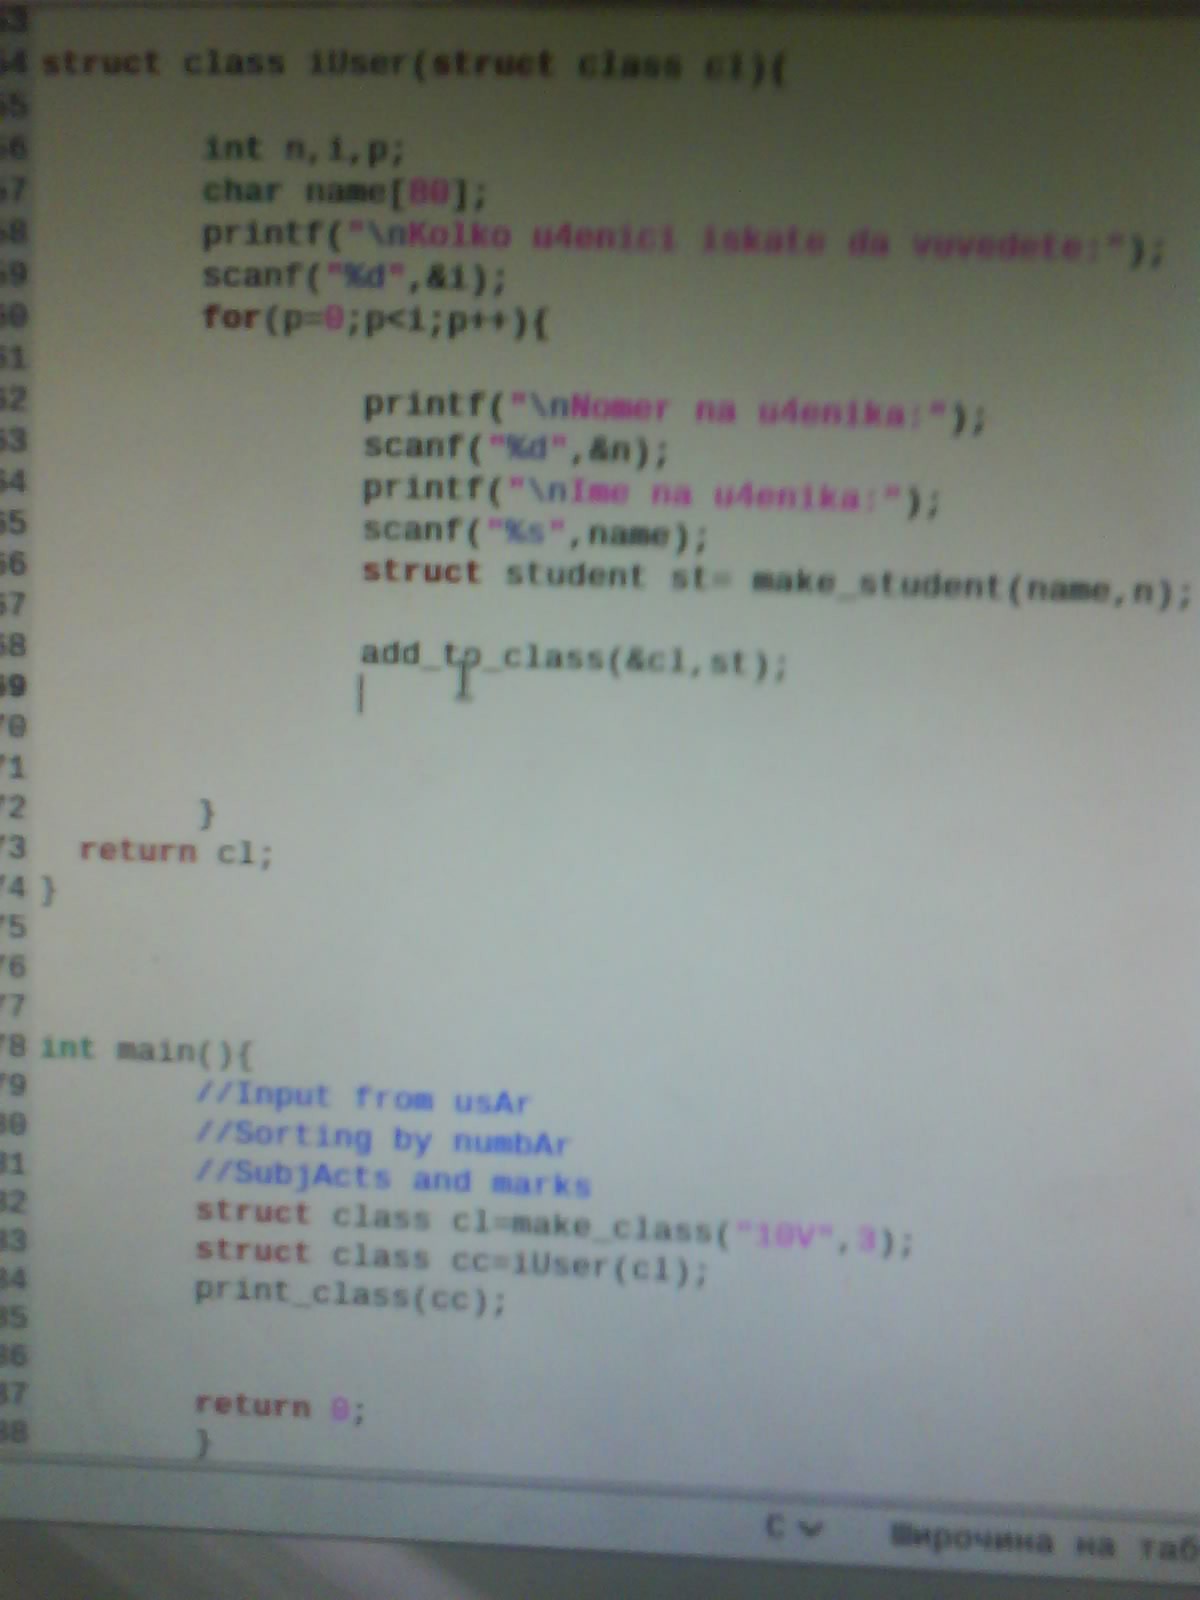 53
54 struct class iUser(struct class cl){
55
56 int n,i,p;
57 char name[80];
58 printf("\nKolko u4enici iskate da vuvedete:");
59 scanf("%d",&i);
60 for(p=0;p<i;p++){
61
62 printf("\nNomer na u4enika:");
63 scanf("%d",&n);
64 printf("\nIme na u4enika:");
65 scanf("%s",name);
66 struct student st= make_student(name,n);
67
68 add_to_class(&cl,st);
69
70
71
72 }
73 return cl;
74 }
75
76
77
78 int main(){
79 //Input from usAr
80 //Sorting by numbAr
81 //SubjActs and marks
82 struct class cl=make_class("10V",3);
83 struct class cc=iUser(cl);
84 print_class(cc);
85
86
87 return 0;
88 }
C Широчина на таб